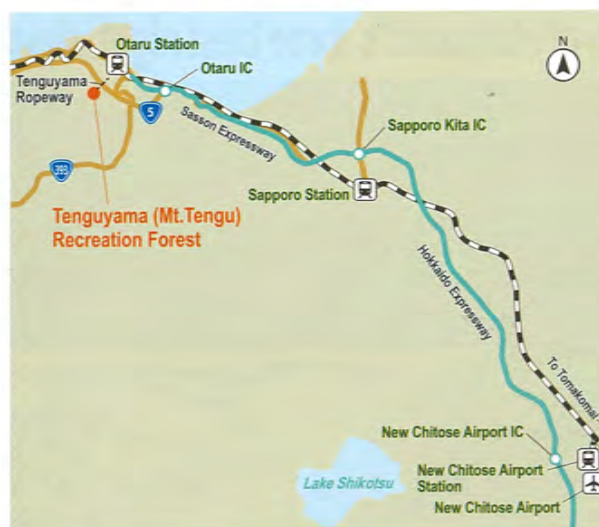 Otaru Station
N
Otaru IC
Tenguyama
Ropeway
5
Sasson Expressway
Sapporo Kita IC
393
Sapporo Station
Tenguyama (Mt.Tengu)
Recreation Forest
Hokkaido Expressway
To Tomakomai
New Chitose Airport IC
New Chitose Airport
Station
Lake Shikotsu
New Chitose Airport